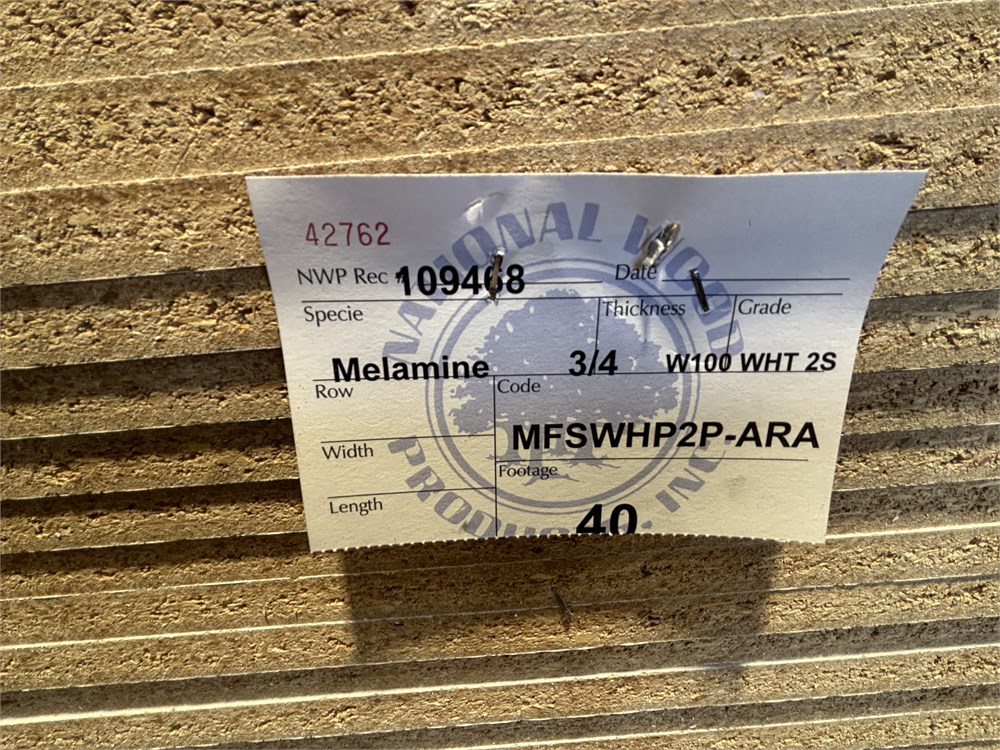 42762
NWP Rec # 109468
Date
Specie
Thickness
Grade
Melamine
3/4
W100 WHT 2S
Row
Code
MFSWHP2P-ARA
Width
Footage
Length
40
NATIONAL WOOD
PRODUCTS, INC.